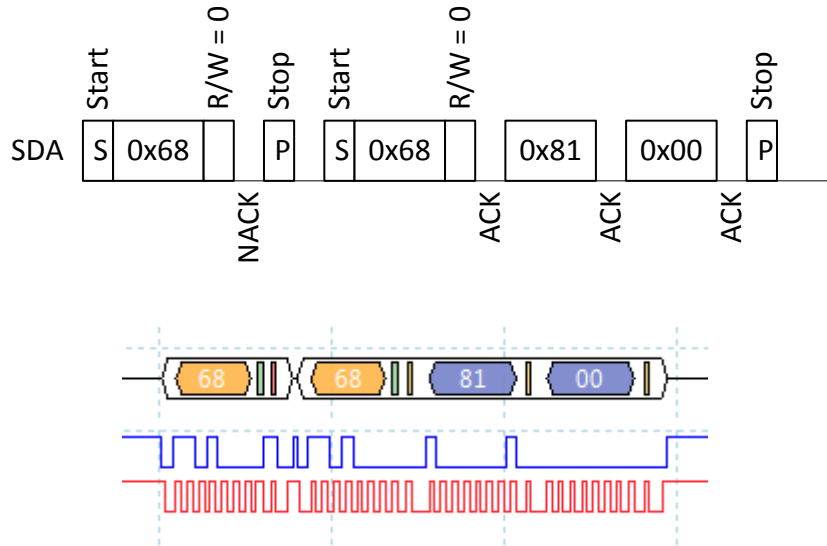 Start
R/W = 0
Stop
Start
R/W = 0
Stop
SDA S 0x68 P S 0x68 0x81 0x00 P
NACK
ACK
ACK
ACK
68 68 81 00